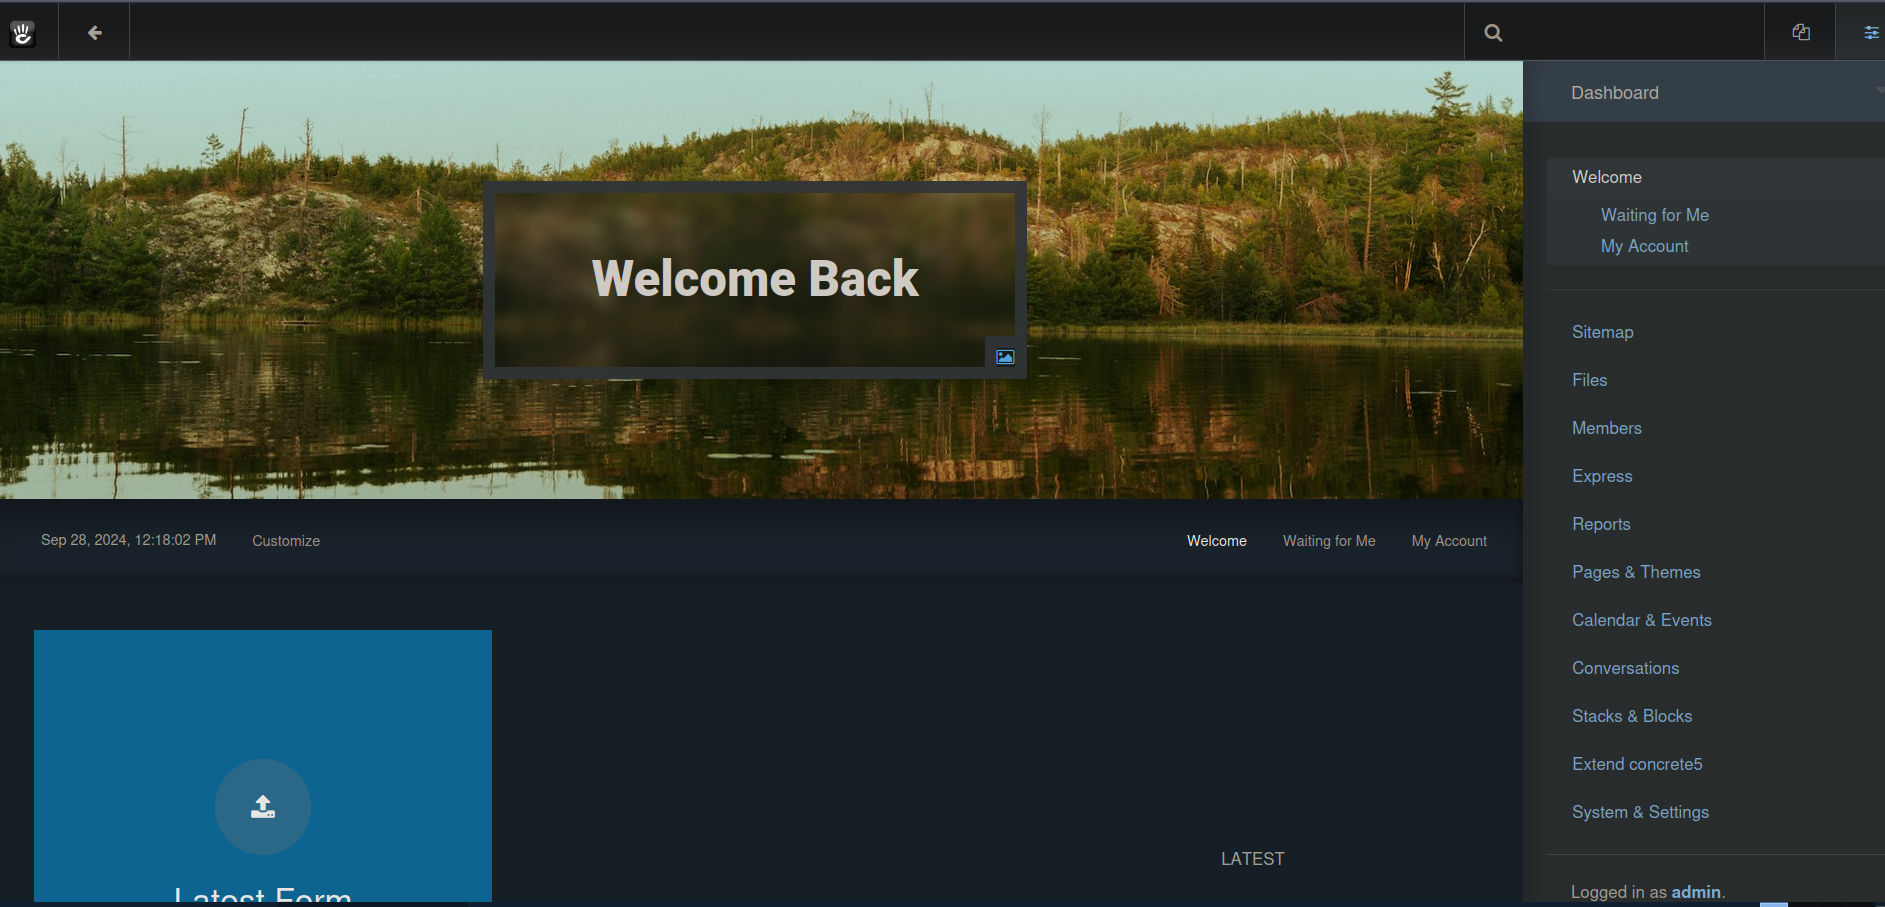 Dashboard
Welcome
Waiting for Me
My Account
Sitemap
Files
Members
Express
Reports
Pages & Themes
Calendar & Events
Conversations
Stacks & Blocks
Extend concrete5
System & Settings
Logged in as admin.
Welcome Back
Sep 28, 2024, 12:18:02 PM Customize Welcome Waiting for Me My Account
Latest Form
LATEST